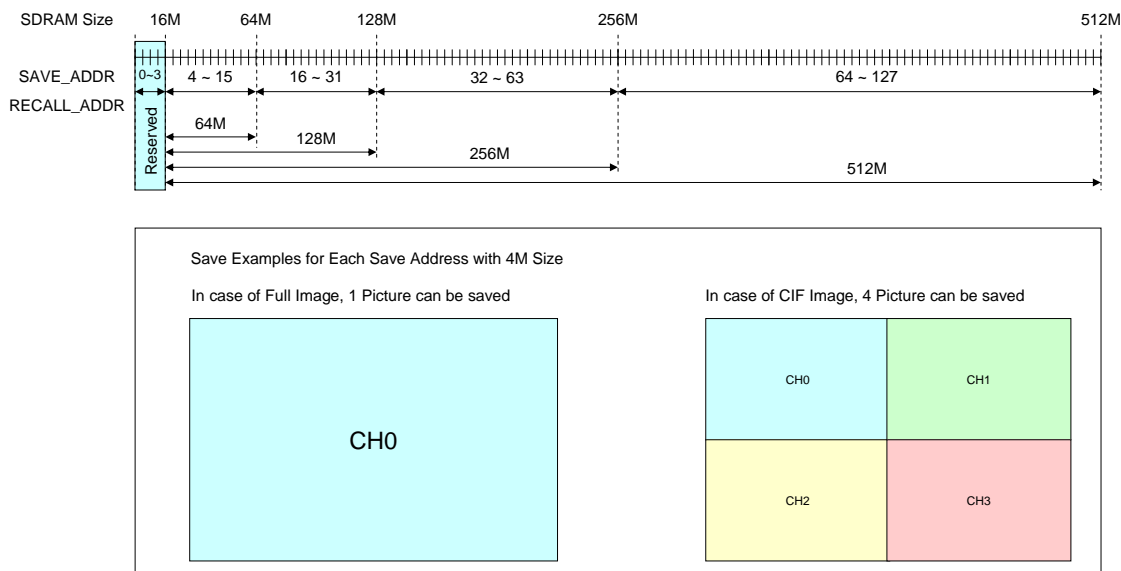 SDRAM Size 16M 64M 128M 256M 512M
SAVE_ADDR 0~3 4 ~ 15 16 ~ 31 32 ~ 63 64 ~ 127
RECALL_ADDR
Reserved
64M
128M
256M
512M
Save Examples for Each Save Address with 4M Size
In case of Full Image, 1 Picture can be saved
In case of CIF Image, 4 Picture can be saved
CH0
CH0 CH1
CH2 CH3